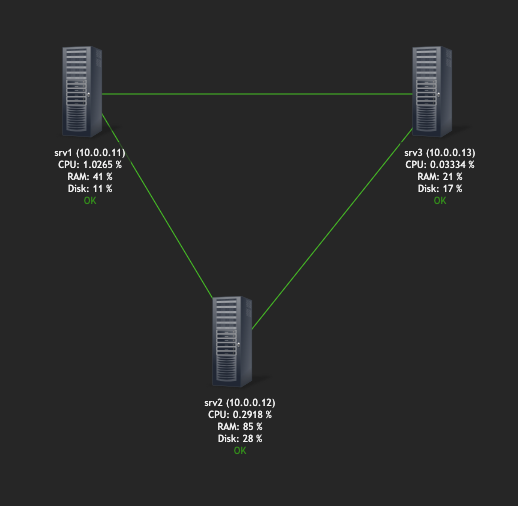 srv1 (10.0.0.11)
CPU: 1.0265 %
RAM: 41 %
Disk: 11 %
OK
srv3 (10.0.0.13)
CPU: 0.03334 %
RAM: 21 %
Disk: 17 %
OK
srv2 (10.0.0.12)
CPU: 0.2918 %
RAM: 85 %
Disk: 28 %
OK